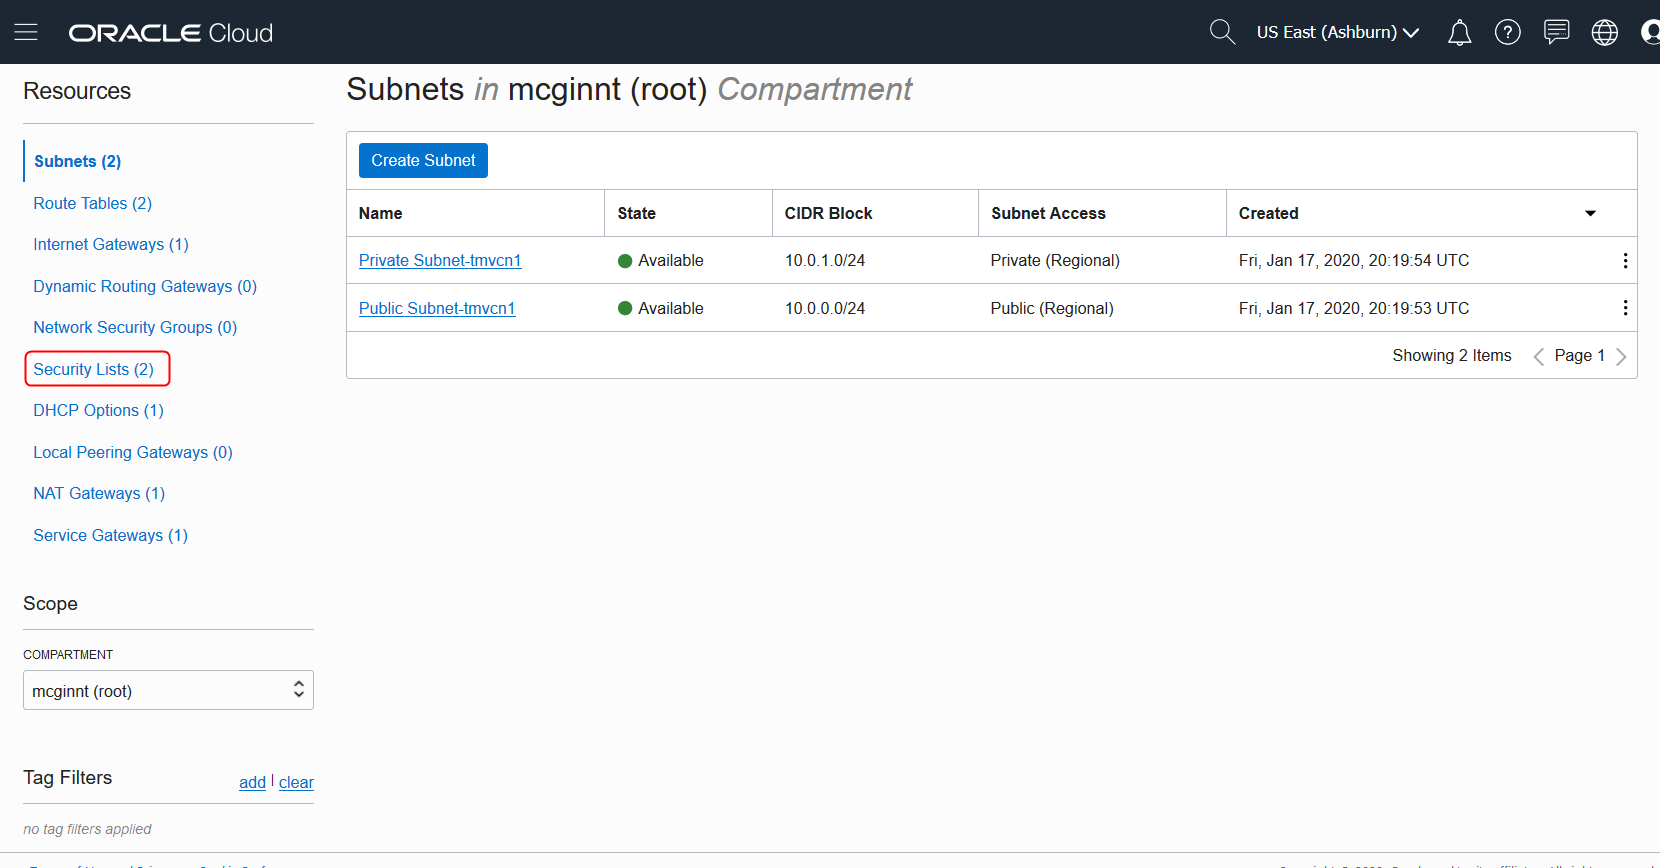 ORACLE Cloud
US East (Ashburn)
Resources
Subnets (2)
Route Tables (2)
Internet Gateways (1)
Dynamic Routing Gateways (0)
Network Security Groups (0)
Security Lists (2)
DHCP Options (1)
Local Peering Gateways (0)
NAT Gateways (1)
Service Gateways (1)
Scope
COMPARTMENT
mcginnt (root)
Tag Filters add | clear
no tag filters applied
Subnets in mcginnt (root) Compartment
Create Subnet
Name State CIDR Block Subnet Access Created
Private Subnet-tmvcn1 Available 10.0.1.0/24 Private (Regional) Fri, Jan 17, 2020, 20:19:54 UTC
Public Subnet-tmvcn1 Available 10.0.0.0/24 Public (Regional) Fri, Jan 17, 2020, 20:19:53 UTC
Showing 2 Items Page 1